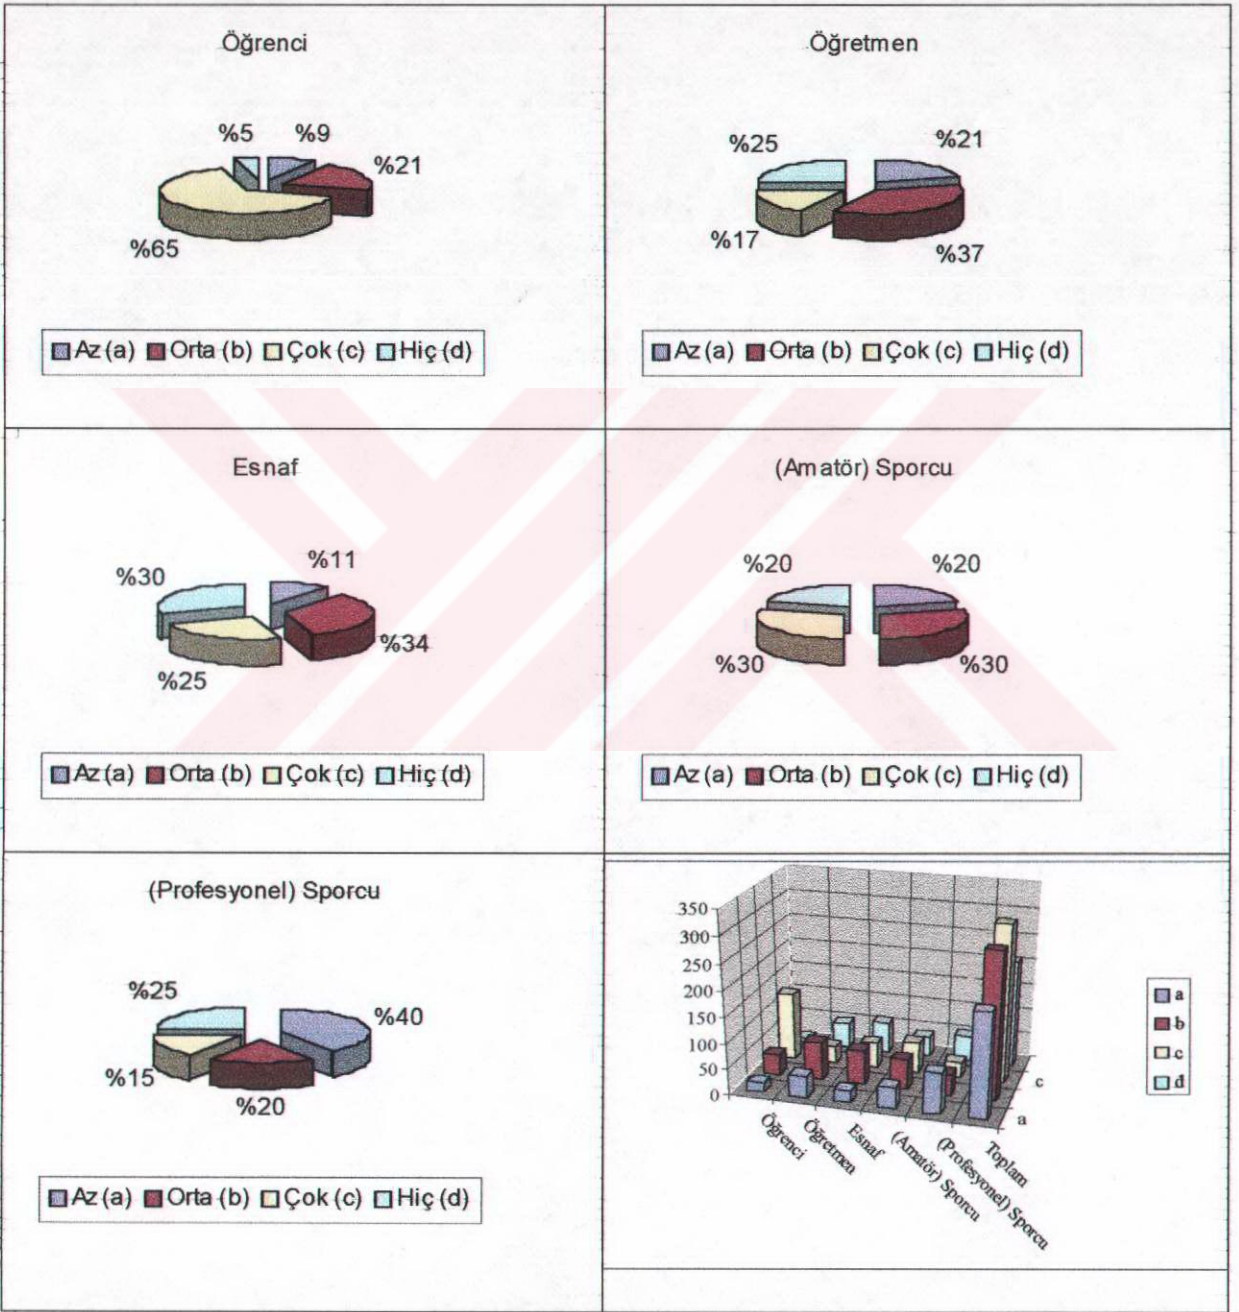 Öğrenci
%5 %9
%21
%65
Az (a) Orta (b) Çok (c) Hiç (d)
Öğretmen
%25 %21
%17 %37
Az (a) Orta (b) Çok (c) Hiç (d)
Esnaf
%30 %11
%34
%25
Az (a) Orta (b) Çok (c) Hiç (d)
(Amatör) Sporcu
%20 %20
%30 %30
Az (a) Orta (b) Çok (c) Hiç (d)
(Profesyonel) Sporcu
%25 %40
%15
%20
Az (a) Orta (b) Çok (c) Hiç (d)
350
300
250
200
150
100
50
0
Öğrenci
Öğretmen
Esnaf
(Amatör) Sporcu
(Profesyonel) Sporcu
Toplam
a
c
a
b
c
d